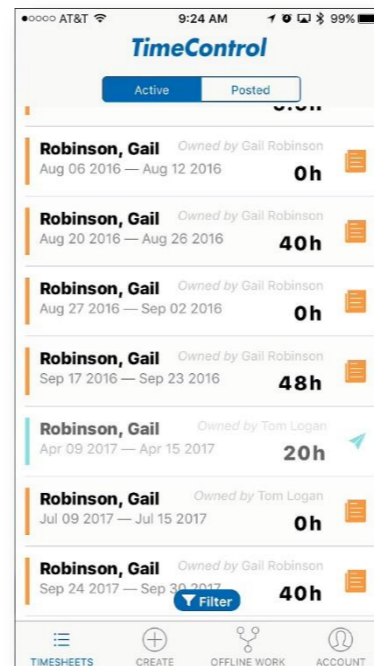 AT&T 9:24 AM 99%
TimeControl
Active Posted
Robinson, Gail Owned by Gail Robinson
Aug 06 2016 — Aug 12 2016 0h
Robinson, Gail Owned by Gail Robinson
Aug 20 2016 — Aug 26 2016 40h
Robinson, Gail Owned by Gail Robinson
Aug 27 2016 — Sep 02 2016 0h
Robinson, Gail Owned by Gail Robinson
Sep 17 2016 — Sep 23 2016 48h
Robinson, Gail Owned by Tom Logan
Apr 09 2017 — Apr 15 2017 20h
Robinson, Gail Owned by Tom Logan
Jul 09 2017 — Jul 15 2017 0h
Robinson, Gail Owned by Gail Robinson
Sep 24 2017 — Sep 30 2017 40h
Filter
TIMESHEETS CREATE OFFLINE WORK ACCOUNT